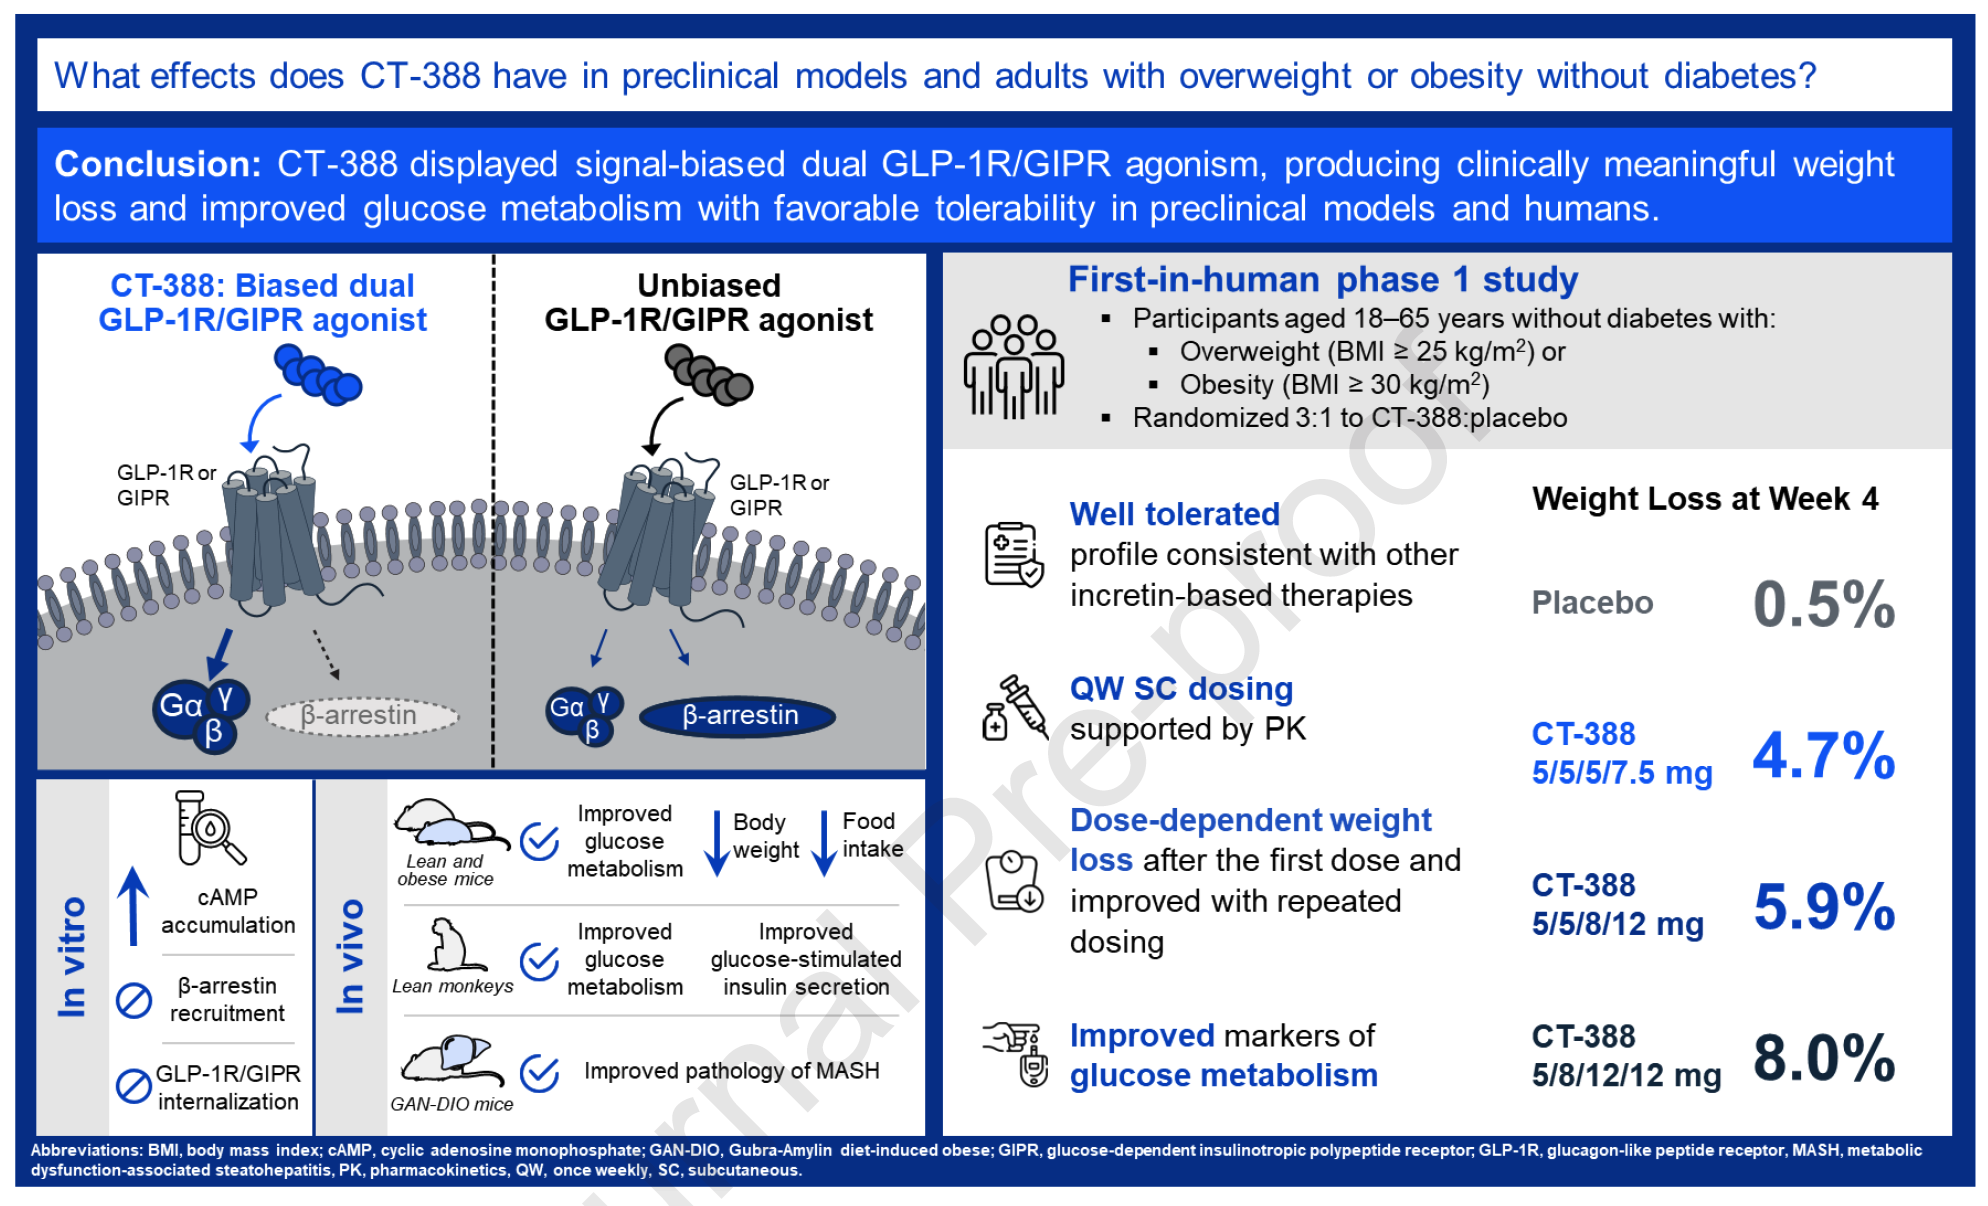 What effects does CT-388 have in preclinical models and adults with overweight or obesity without diabetes?
Conclusion: CT-388 displayed signal-biased dual GLP-1R/GIPR agonism, producing clinically meaningful weight
loss and improved glucose metabolism with favorable tolerability in preclinical models and humans.
CT-388: Biased dual
GLP-1R/GIPR agonist
GLP-1R or
GIPR
Gα
γ
β
β-arrestin
Unbiased
GLP-1R/GIPR agonist
GLP-1R or
GIPR
Gα
γ
β
β-arrestin
In vitro
cAMP
accumulation
β-arrestin
recruitment
GLP-1R/GIPR
internalization
In vivo
Lean and
obese mice
Improved
glucose
metabolism
Body
weight
Food
intake
Lean monkeys
Improved
glucose
metabolism
Improved
glucose-stimulated
insulin secretion
GAN-DIO mice
Improved pathology of MASH
First-in-human phase 1 study
▪ Participants aged 18–65 years without diabetes with:
▪ Overweight (BMI ≥ 25 kg/m²) or
▪ Obesity (BMI ≥ 30 kg/m²)
▪ Randomized 3:1 to CT-388:placebo
Well tolerated
profile consistent with other
incretin-based therapies
QW SC dosing
supported by PK
Dose-dependent weight
loss after the first dose and
improved with repeated
dosing
Improved markers of
glucose metabolism
Weight Loss at Week 4
Placebo 0.5%
CT-388
5/5/5/7.5 mg 4.7%
CT-388
5/5/8/12 mg 5.9%
CT-388
5/8/12/12 mg 8.0%
Abbreviations: BMI, body mass index; cAMP, cyclic adenosine monophosphate; GAN-DIO, Gubra-Amylin diet-induced obese; GIPR, glucose-dependent insulinotropic polypeptide receptor; GLP-1R, glucagon-like peptide receptor, MASH, metabolic
dysfunction-associated steatohepatitis, PK, pharmacokinetics, QW, once weekly, SC, subcutaneous.
rnal Pre-proof